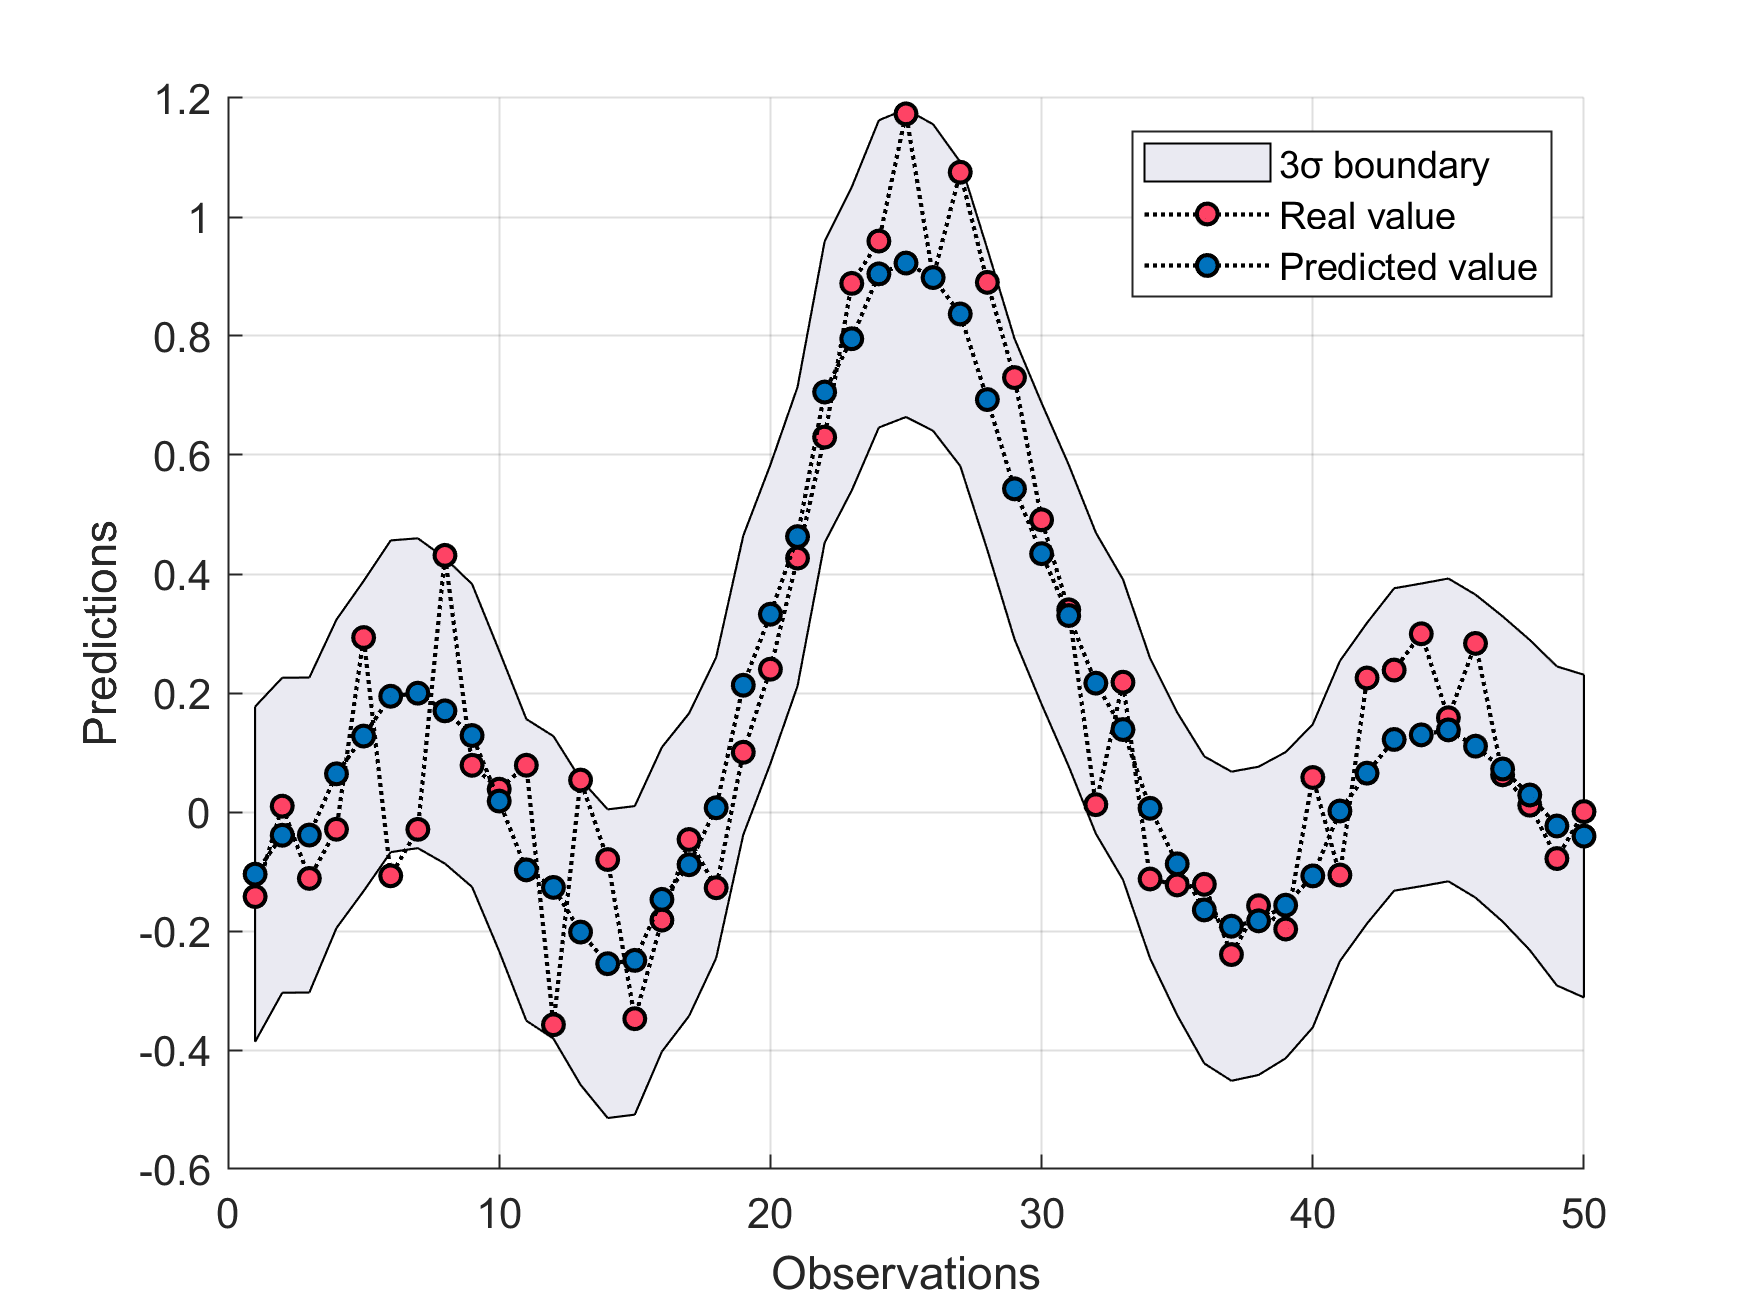 1.2
1
0.8
0.6
0.4
0.2
0
-0.2
-0.4
-0.6
Predictions
3σ boundary
Real value
Predicted value
0 10 20 30 40 50
Observations